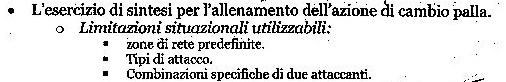 • L'esercizio di sintesi per l'allenamento dell'azione di cambio palla.
o Limitazioni situazionali utilizzabili:
▪ zone di rete predefinite.
▪ Tipi di attacco.
▪ Combinazioni specifiche di due attaccanti.